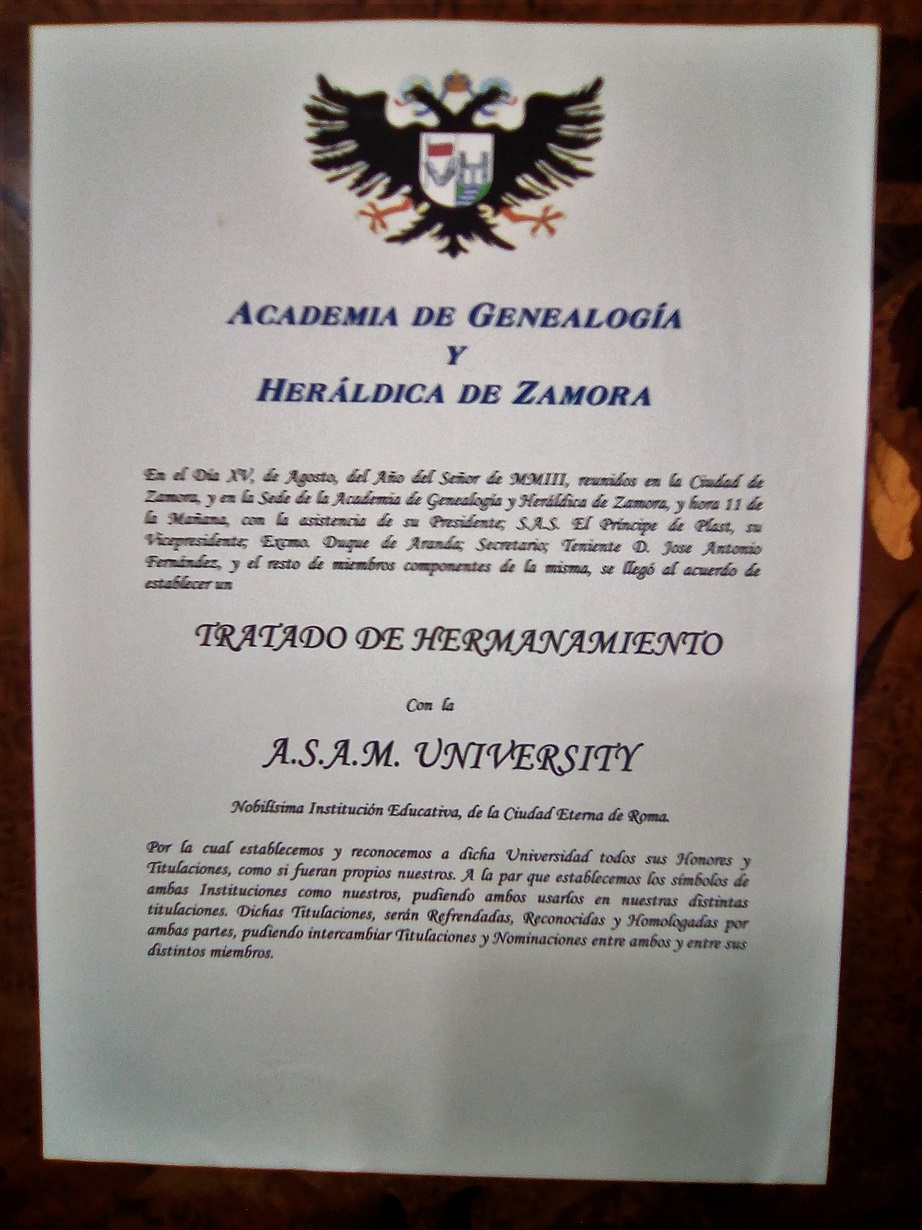 ACADEMIA DE GENEALOGÍA
Y
HERÁLDICA DE ZAMORA
En el Día XV, de Agosto, del Año del Señor de MMIII, reunidos en la Ciudad de
Zamora, y en la Sede de la Academia de Genealogía y Heráldica de Zamora, y hora 11 de
la Mañana, con la asistencia de su Presidente; S.A.S. El Príncipe de Plast, su
Vicepresidente; Excmo. Duque de Aranda; Secretario; Teniente D. Jose Antonio
Fernández, y el resto de miembros componentes de la misma, se llegó al acuerdo de
establecer un
TRATADO DE HERMANAMIENTO
Con la
A.S.A.M. UNIVERSITY
Nobilísima Institución Educativa, de la Ciudad Eterna de Roma.
Por la cual establecemos y reconocemos a dicha Universidad todos sus Honores y
Titulaciones, como si fueran propios nuestros. A la par que establecemos los símbolos de
ambas Instituciones como nuestros, pudiendo ambos usarlos en nuestras distintas
titulaciones. Dichas Titulaciones, serán Refrendadas, Reconocidas y Homologadas por
ambas partes, pudiendo intercambiar Titulaciones y Nominaciones entre ambos y entre sus
distintos miembros.